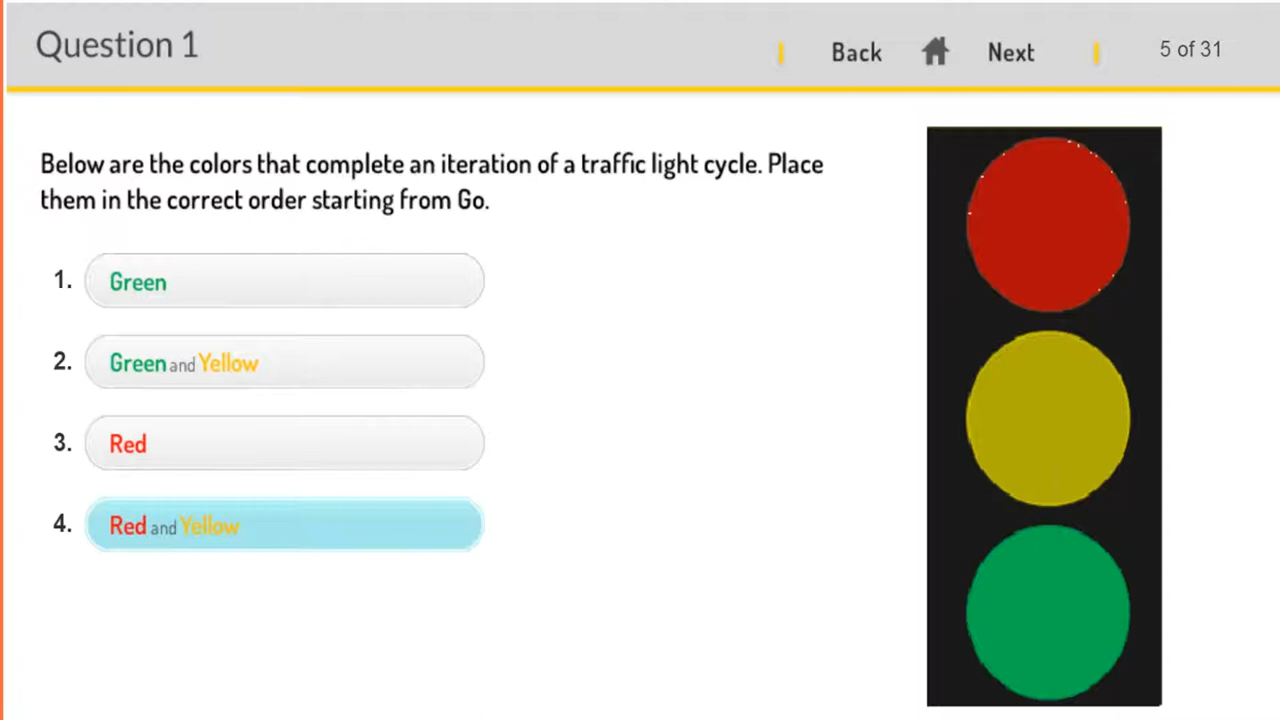 Question 1
Back
Next
5 of 31
Below are the colors that complete an iteration of a traffic light cycle. Place
them in the correct order starting from Go.
1. Green
2. Green and Yellow
3. Red
4. Red and Yellow